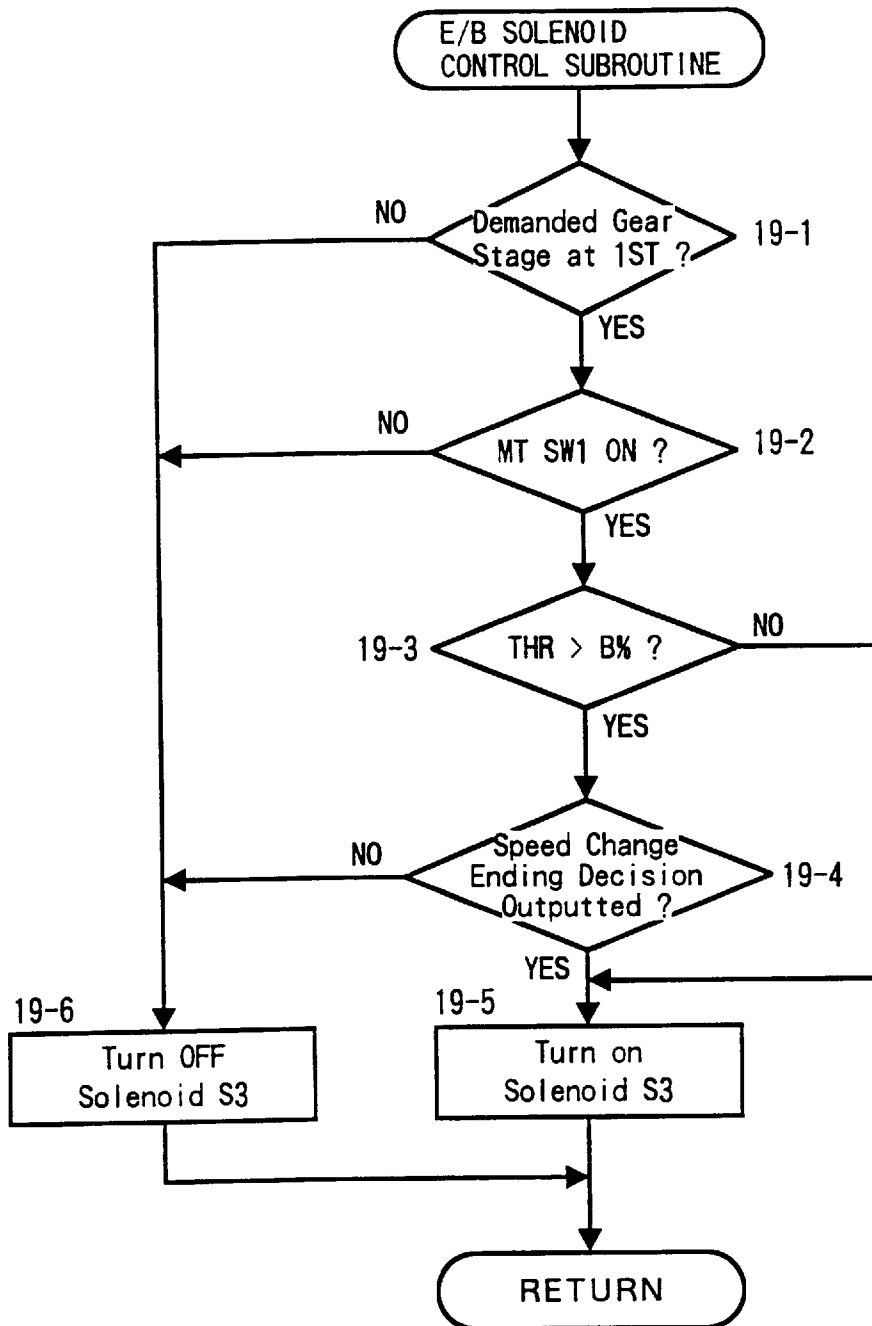 E/B SOLENOID
CONTROL SUBROUTINE
NO
Demanded Gear
Stage at 1ST ?
19-1
YES
NO
MT SW1 ON ?
19-2
YES
19-3
THR > B% ?
NO
YES
NO
Speed Change
Ending Decision
Outputted ?
19-4
YES
19-6
19-5
Turn OFF
Solenoid S3
Turn on
Solenoid S3
RETURN